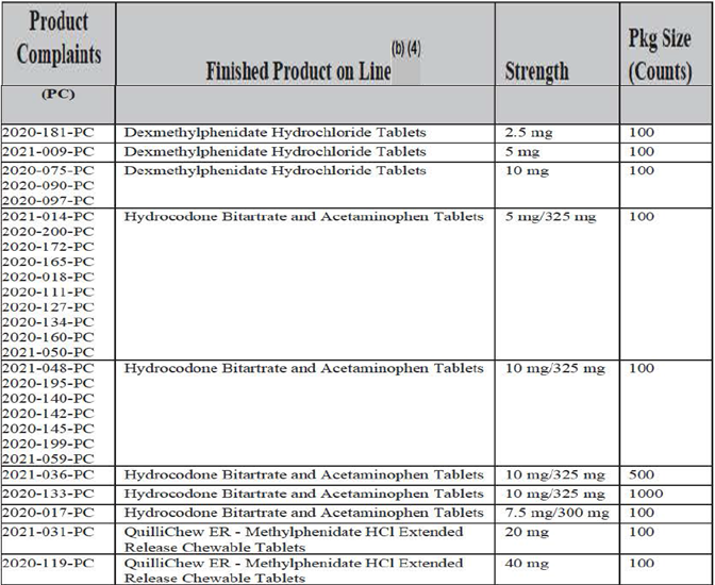 Product Complaints (PC) | Finished Product on Line (b) (4) | Strength | Pkg Size (Counts)
2020-181-PC | Dexmethylphenidate Hydrochloride Tablets | 2.5 mg | 100
2021-009-PC | Dexmethylphenidate Hydrochloride Tablets | 5 mg | 100
2020-075-PC | Dexmethylphenidate Hydrochloride Tablets | 10 mg | 100
2020-090-PC
2020-097-PC
2021-014-PC | Hydrocodone Bitartrate and Acetaminophen Tablets | 5 mg/325 mg | 100
2020-200-PC
2020-172-PC
2020-165-PC
2020-018-PC
2020-111-PC
2020-127-PC
2020-134-PC
2020-160-PC
2021-050-PC
2021-048-PC | Hydrocodone Bitartrate and Acetaminophen Tablets | 10 mg/325 mg | 100
2020-195-PC
2020-140-PC
2020-142-PC
2020-145-PC
2020-199-PC
2021-059-PC
2021-036-PC | Hydrocodone Bitartrate and Acetaminophen Tablets | 10 mg/325 mg | 500
2020-133-PC | Hydrocodone Bitartrate and Acetaminophen Tablets | 10 mg/325 mg | 1000
2020-017-PC | Hydrocodone Bitartrate and Acetaminophen Tablets | 7.5 mg/300 mg | 100
2021-031-PC | QuilliChew ER - Methylphenidate HCl Extended | 20 mg | 100
Release Chewable Tablets
2020-119-PC | QuilliChew ER - Methylphenidate HCl Extended | 40 mg | 100
Release Chewable Tablets